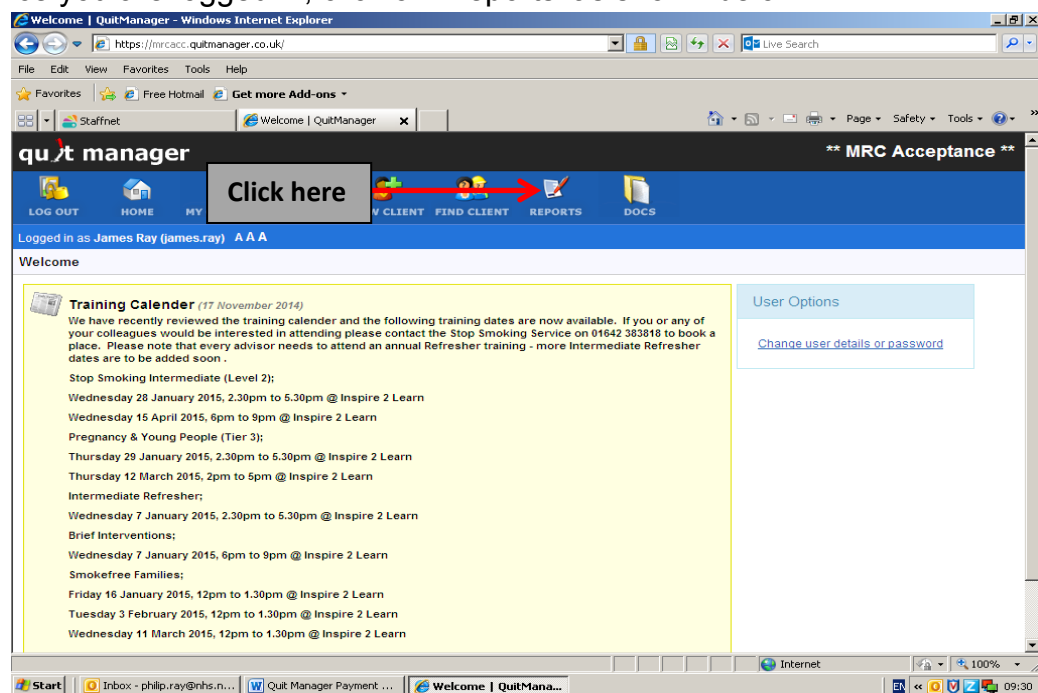 Welcome | QuitManager - Windows Internet Explorer
https://mrcacc.quitmanager.co.uk/
Live Search
File Edit View Favorites Tools Help
Favorites Free Hotmail Get more Add-ons
Staffnet Welcome | QuitManager Page Safety Tools
quit manager ** MRC Acceptance **
Click here
LOG OUT HOME MY CLIENT FIND CLIENT REPORTS DOCS
Logged in as James Ray (james.ray) A A A
Welcome
Training Calender (17 November 2014)
We have recently reviewed the training calender and the following training dates are now available. If you or any of
your colleagues would be interested in attending please contact the Stop Smoking Service on 01642 383818 to book a
place. Please note that every advisor needs to attend an annual Refresher training - more Intermediate Refresher
dates are to be added soon .
Stop Smoking Intermediate (Level 2);
Wednesday 28 January 2015, 2.30pm to 5.30pm @ Inspire 2 Learn
Wednesday 15 April 2015, 6pm to 9pm @ Inspire 2 Learn
Pregnancy & Young People (Tier 3);
Thursday 29 January 2015, 2.30pm to 5.30pm @ Inspire 2 Learn
Thursday 12 March 2015, 2pm to 5pm @ Inspire 2 Learn
Intermediate Refresher;
Wednesday 7 January 2015, 2.30pm to 5.30pm @ Inspire 2 Learn
Brief Interventions;
Wednesday 7 January 2015, 6pm to 9pm @ Inspire 2 Learn
Smokefree Families;
Friday 16 January 2015, 12pm to 1.30pm @ Inspire 2 Learn
Tuesday 3 February 2015, 12pm to 1.30pm @ Inspire 2 Learn
Wednesday 11 March 2015, 12pm to 1.30pm @ Inspire 2 Learn
User Options
Change user details or password
Internet 100%
Start Inbox - philip.ray@nhs.n... Quit Manager Payment ... Welcome | QuitMana... EN 09:30